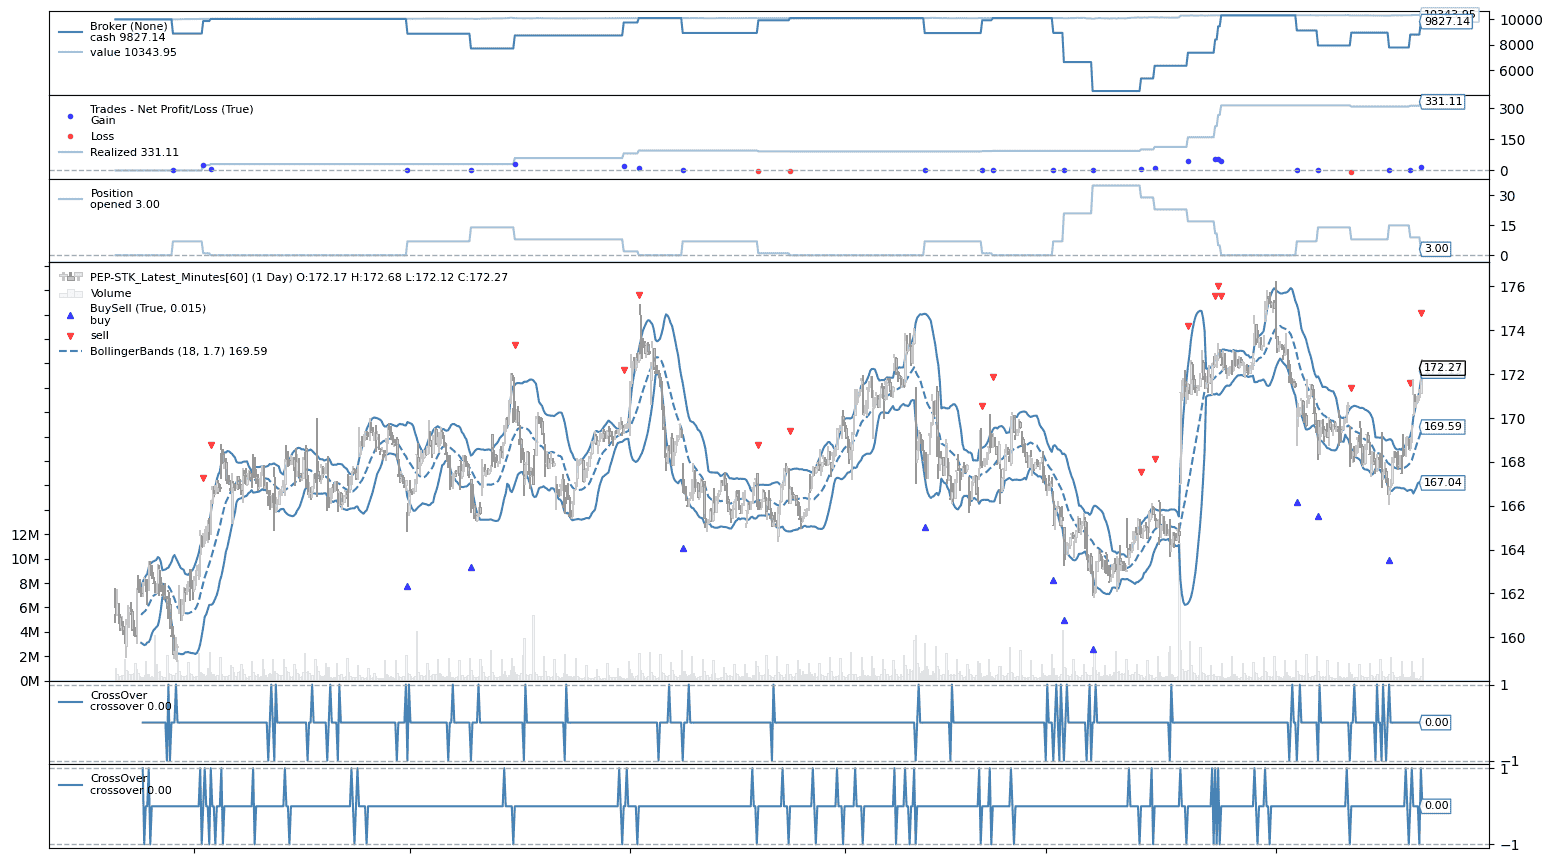 Broker (None)
cash 9827.14
value 10343.95
10343.95
9827.14
10000
8000
6000
Trades - Net Profit/Loss (True)
Gain
Loss
Realized 331.11
331.11
300
150
0
Position
opened 3.00
30
15
3.00
0
PEP-STK_Latest_Minutes[60] (1 Day) O:172.17 H:172.68 L:172.12 C:172.27
Volume
BuySell (True, 0.015)
buy
sell
BollingerBands (18, 1.7) 169.59
176
174
172.27
172
170
169.59
168
167.04
166
164
162
160
12M
10M
8M
6M
4M
2M
0M
CrossOver
crossover 0.00
1
0.00
−1
CrossOver
crossover 0.00
1
0.00
−1